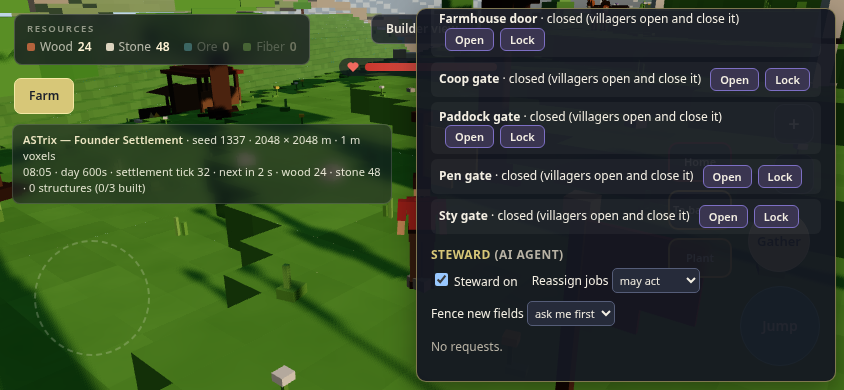 RESOURCES
Wood 24 Stone 48 Ore 0 Fiber 0
Builder
Farm
ASTrix — Founder Settlement · seed 1337 · 2048 × 2048 m · 1 m
voxels
08:05 · day 600s · settlement tick 32 · next in 2 s · wood 24 · stone 48
· 0 structures (0/3 built)
Farmhouse door · closed (villagers open and close it)
Open Lock
Coop gate · closed (villagers open and close it) Open Lock
Paddock gate · closed (villagers open and close it)
Open Lock
Pen gate · closed (villagers open and close it) Open Lock
Sty gate · closed (villagers open and close it) Open Lock
STEWARD (AI AGENT)
Steward on Reassign jobs may act
Fence new fields ask me first
No requests.
+
Gather
Plant
Jump